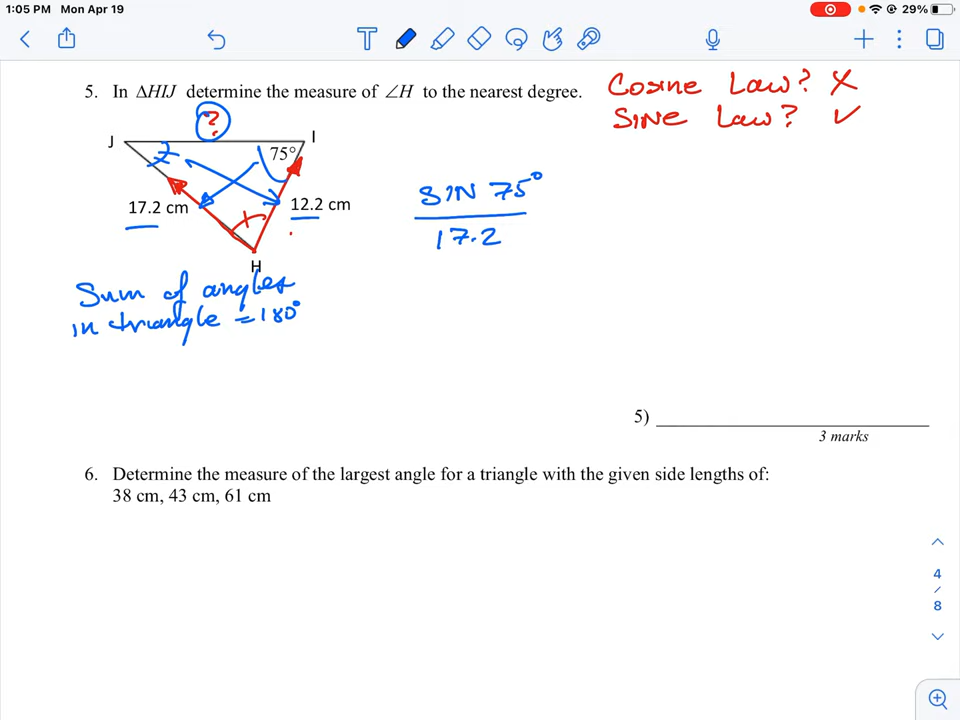 1:05 PM Mon Apr 19
29%
5. In ΔHIJ determine the measure of ∠H to the nearest degree.
Cosine Law? X
SINE Law? ✓
?
J
I
75°
17.2 cm
12.2 cm
H
SIN 75°
17.2
Sum of angles
in triangle = 180°
5)
3 marks
6. Determine the measure of the largest angle for a triangle with the given side lengths of:
38 cm, 43 cm, 61 cm
4
/
8